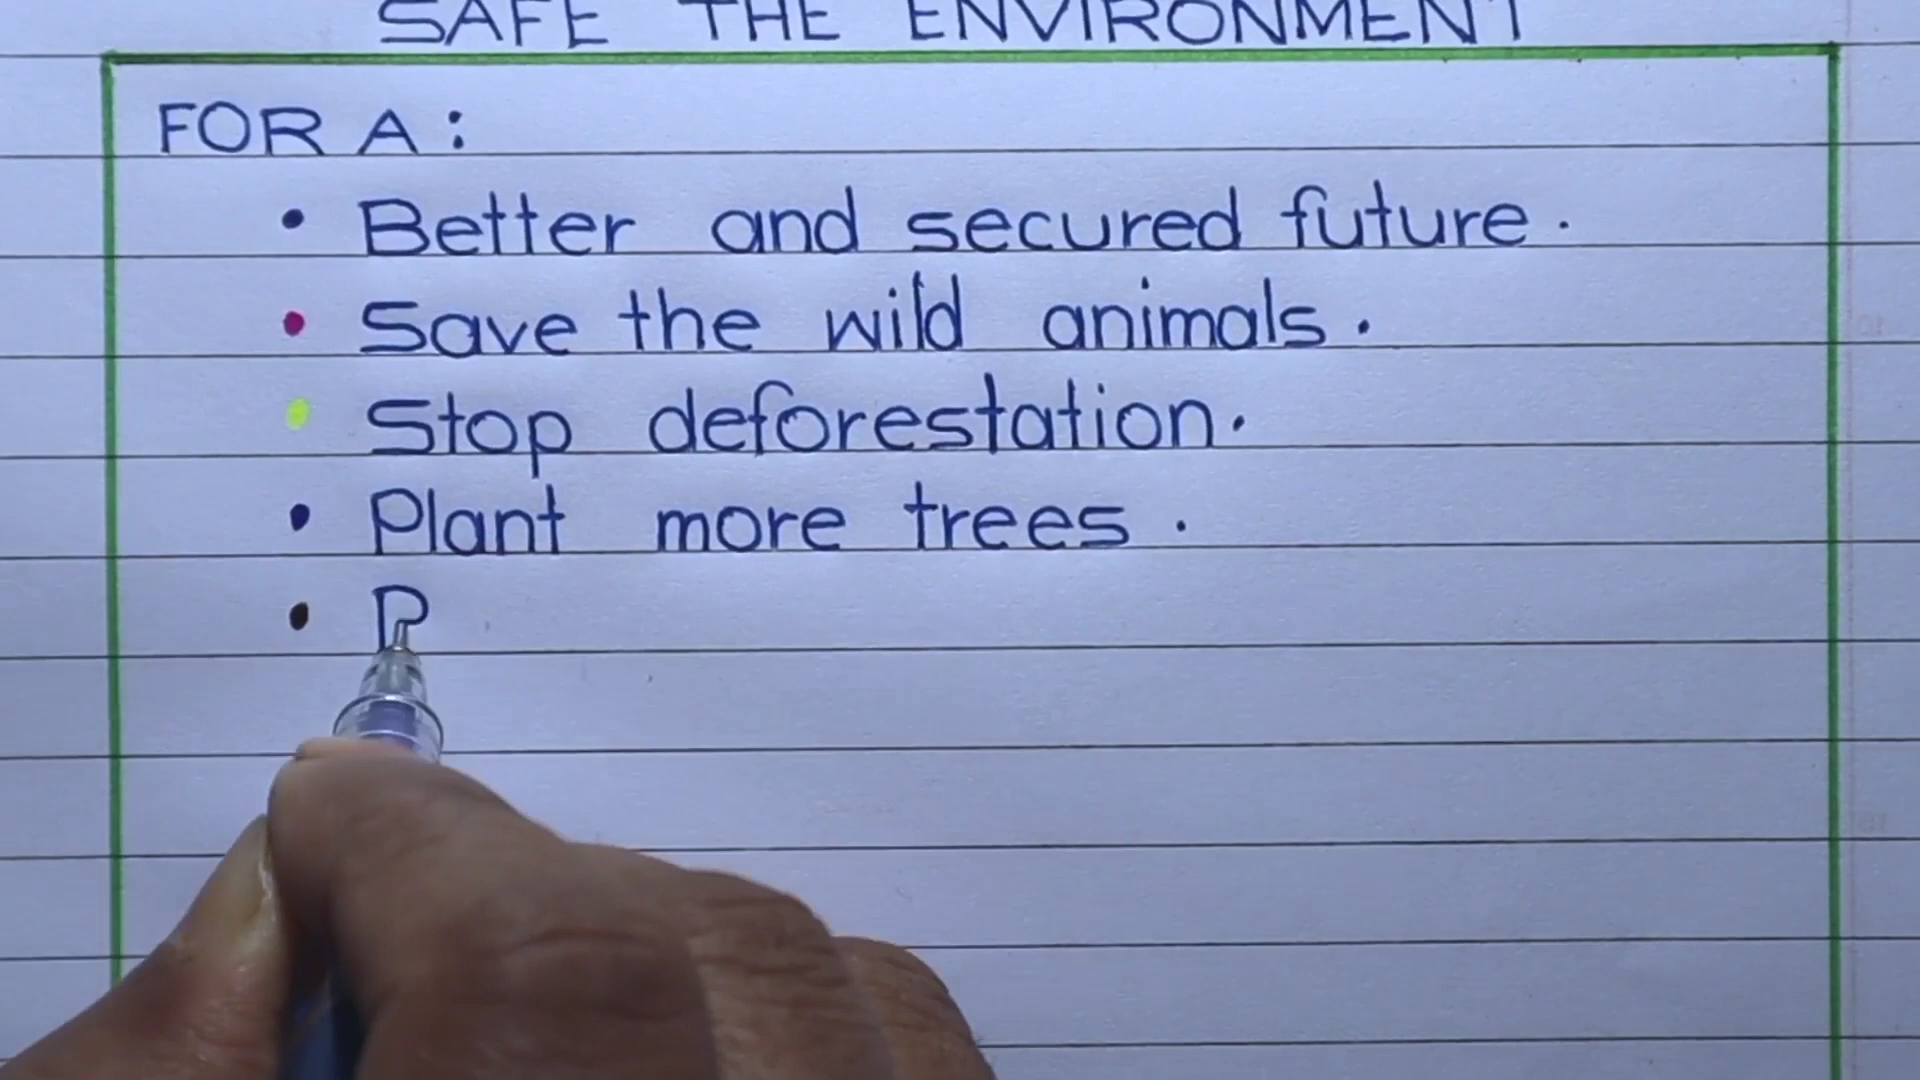 SAFE THE ENVIRONMENT
FOR A :
• Better and secured future.
• Save the wild animals.
• Stop deforestation.
• Plant more trees.
• P